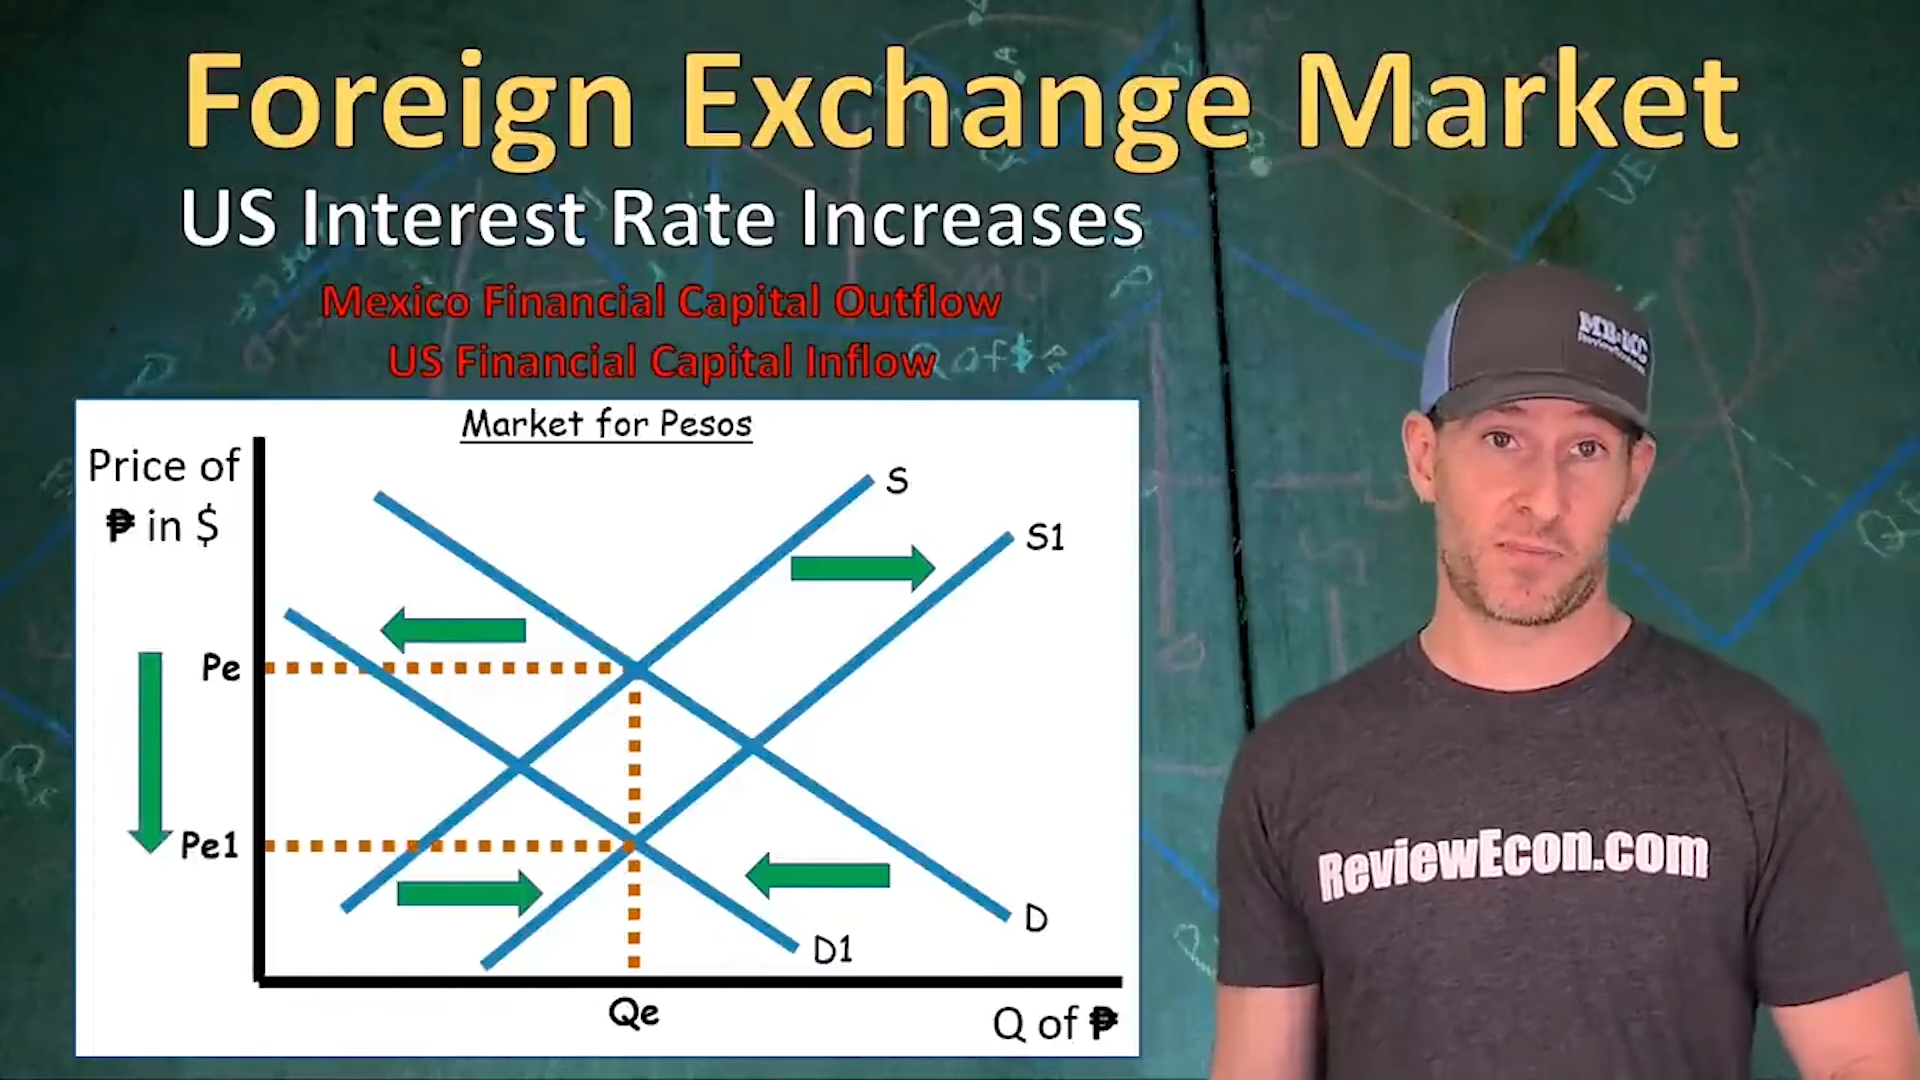 Foreign Exchange Market
US Interest Rate Increases
Mexico Financial Capital Outflow
US Financial Capital Inflow
Q of $
Market for Pesos
Price of
₱ in $
S
S1
Pe
Pe1
D
D1
Qe
Q of ₱
ReviewEcon.com